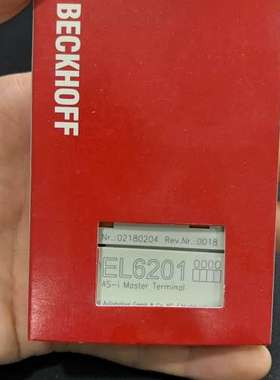 BECKHOFF
Nr.:02180204 Rev.Nr.:0018
EL6201
AS-i Master Terminal